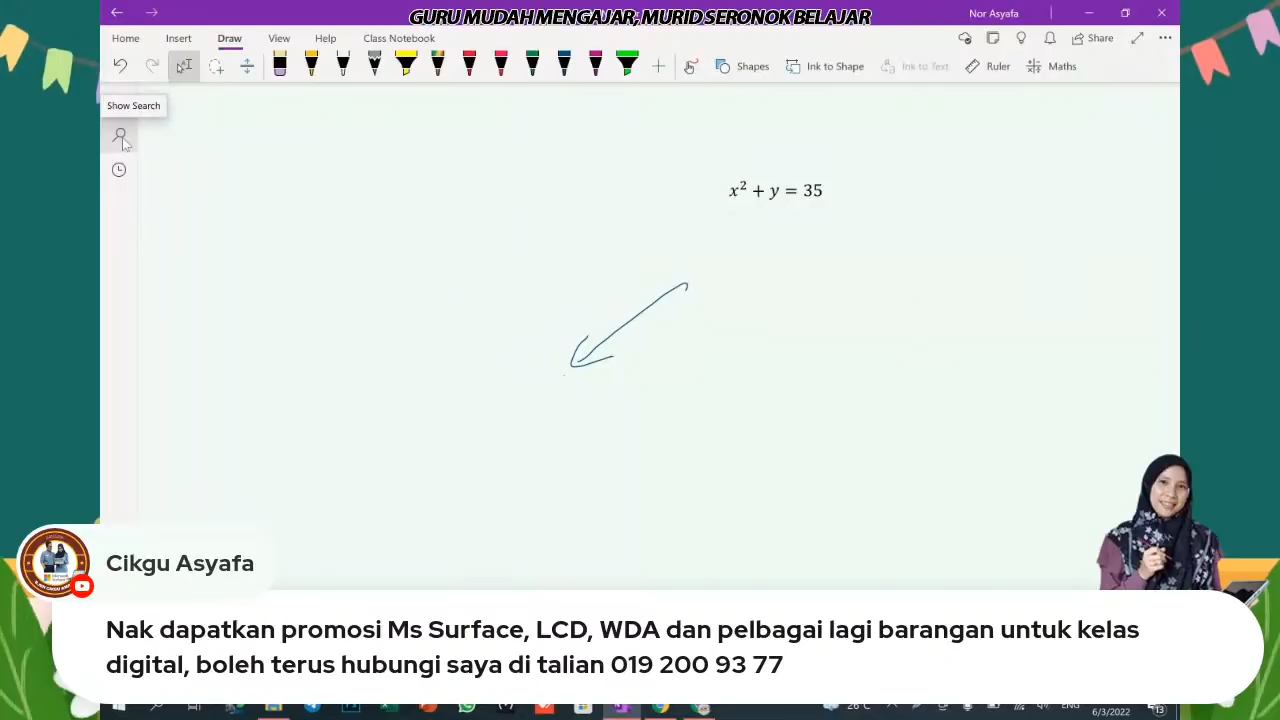 GURU MUDAH MENGAJAR, MURID SERONOK BELAJAR
Nor Asyafa
Home Insert Draw View Help Class Notebook
Share
Shapes Ink to Shape Ink to Text Ruler Maths
Show Search
x² + y = 35
Cikgu Asyafa
Nak dapatkan promosi Ms Surface, LCD, WDA dan pelbagai lagi barangan untuk kelas
digital, boleh terus hubungi saya di talian 019 200 93 77
26°C
ENG
6/3/2022
13